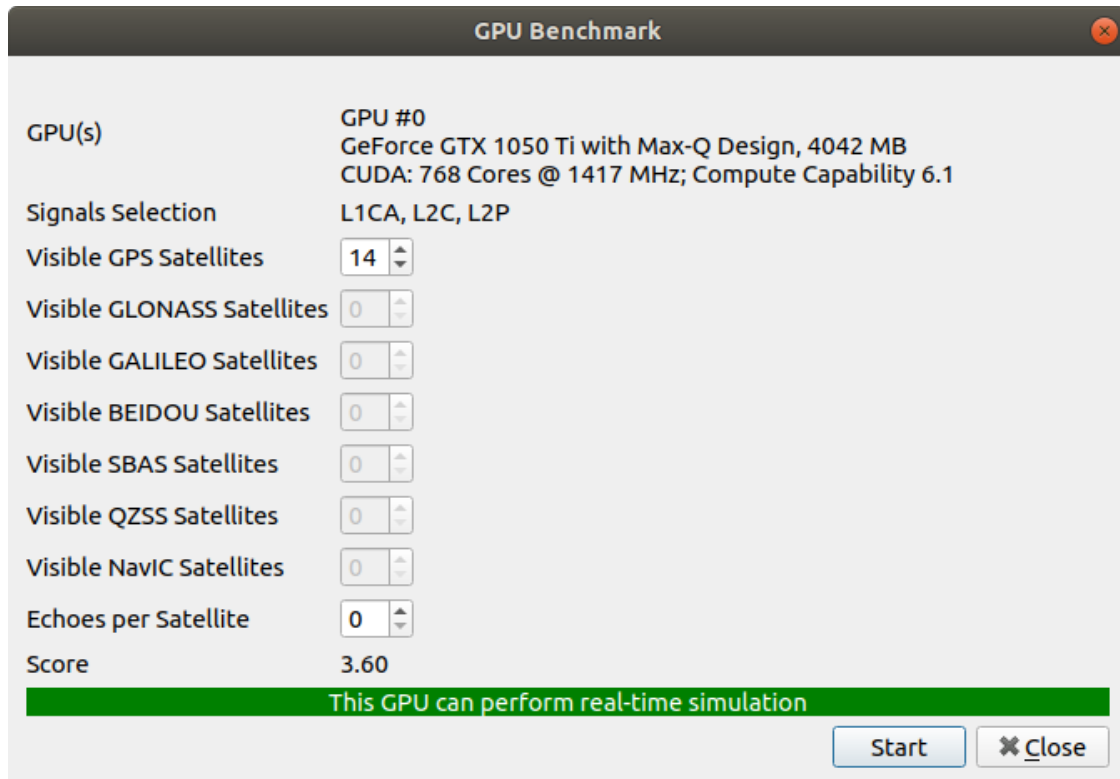 GPU Benchmark
GPU(s)
GPU #0
GeForce GTX 1050 Ti with Max-Q Design, 4042 MB
CUDA: 768 Cores @ 1417 MHz; Compute Capability 6.1
Signals Selection L1CA, L2C, L2P
Visible GPS Satellites 14
Visible GLONASS Satellites 0
Visible GALILEO Satellites 0
Visible BEIDOU Satellites 0
Visible SBAS Satellites 0
Visible QZSS Satellites 0
Visible NavIC Satellites 0
Echoes per Satellite 0
Score 3.60
This GPU can perform real-time simulation
Start Close